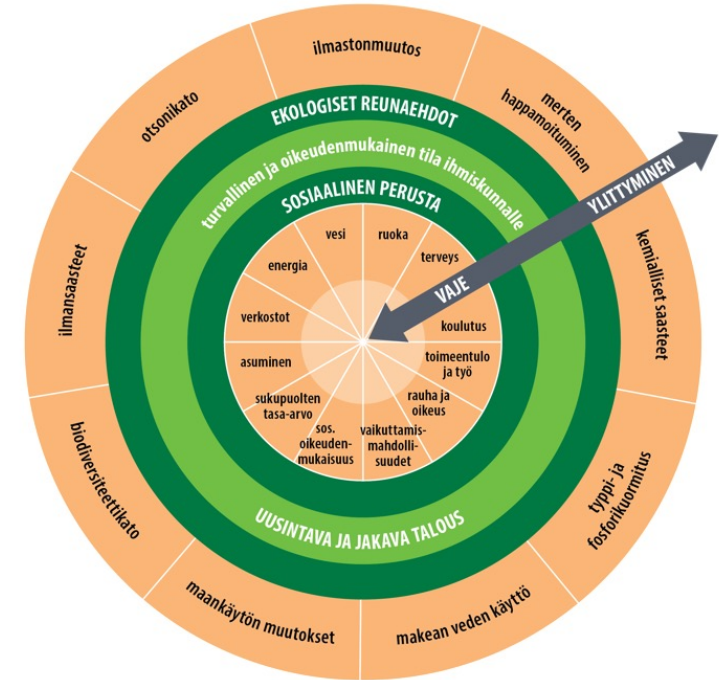 ilmastonmuutos
merten
happamoituminen
kemialliset saasteet
typpi- ja
fosforikuormitus
makean veden käyttö
maankäytön muutokset
biodiversiteettikato
ilmansaasteet
otsonikato
EKOLOGISET REUNAEHDOT
turvallinen ja oikeudenmukainen tila ihmiskunnalle
SOSIAALINEN PERUSTA
YLITTYMINEN
VAJE
vesi
ruoka
terveys
koulutus
toimeentulo
ja työ
rauha ja
oikeus
vaikuttamis-
mahdolli-
suudet
sos.
oikeuden-
mukaisuus
sukupuolten
tasa-arvo
asuminen
verkostot
energia
UUSINTAVA JA JAKAVA TALOUS